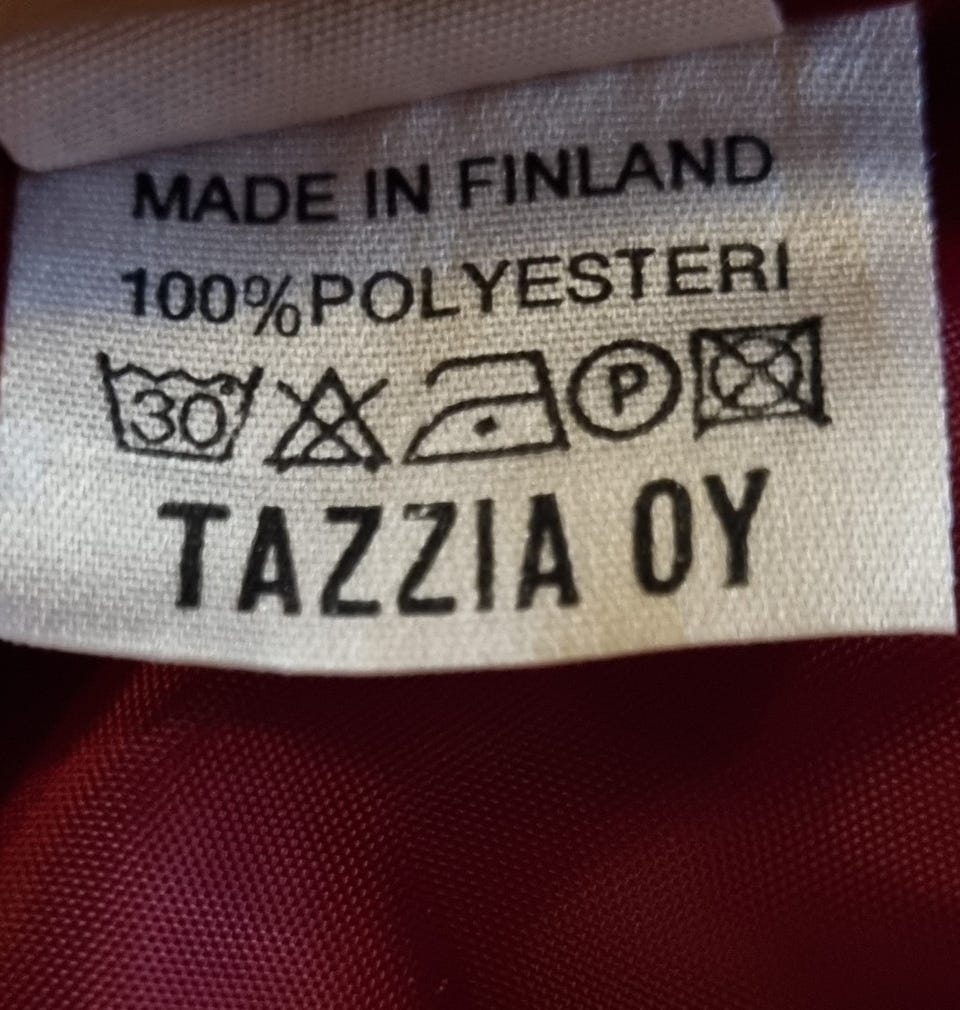 MADE IN FINLAND
100%POLYESTERI
30° P
TAZZIA OY